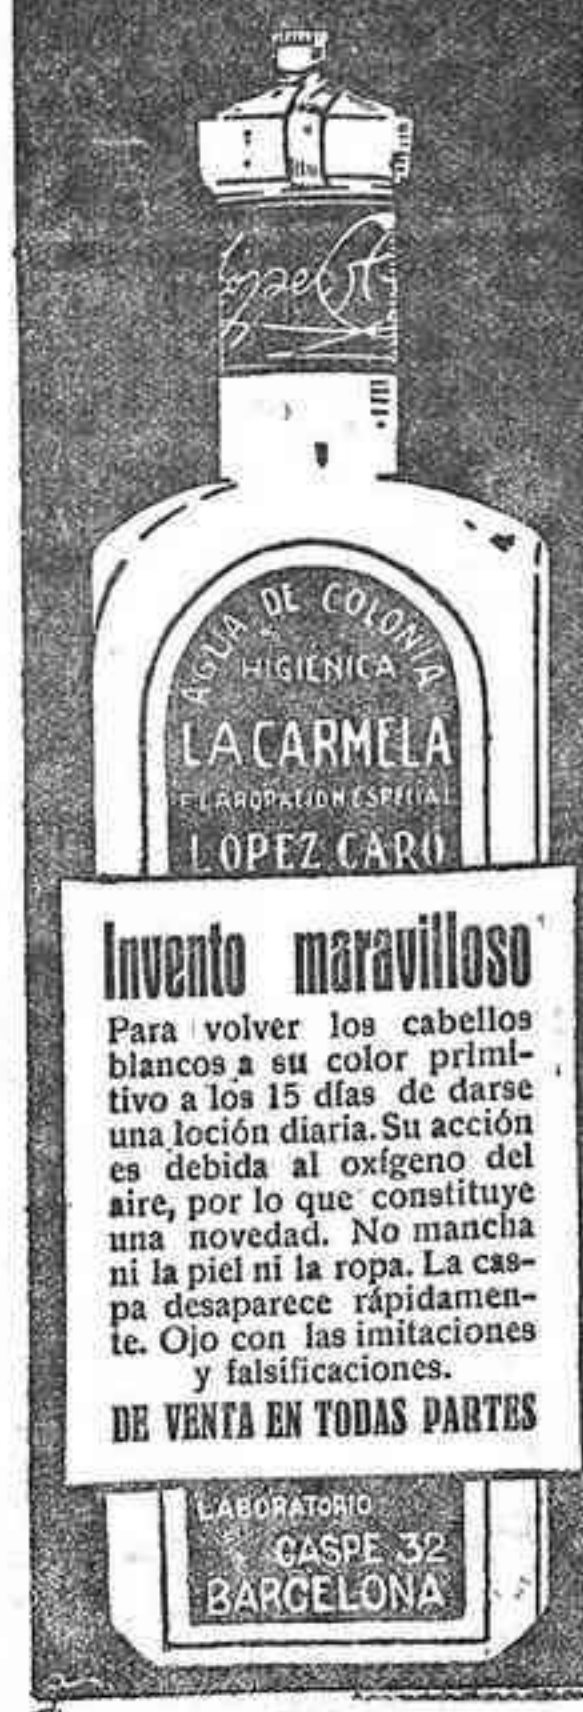 AGUA DE COLONIA
HIGIÉNICA
LA CARMELA
ELABORACION ESPECIAL
LOPEZ CARO
Invento maravilloso
Para volver los cabellos
blancos a su color primi-
tivo a los 15 días de darse
una loción diaria. Su acción
es debida al oxígeno del
aire, por lo que constituye
una novedad. No mancha
ni la piel ni la ropa. La cas-
pa desaparece rápidamen-
te. Ojo con las imitaciones
y falsificaciones.
DE VENTA EN TODAS PARTES
LABORATORIO
CASPE 32
BARCELONA